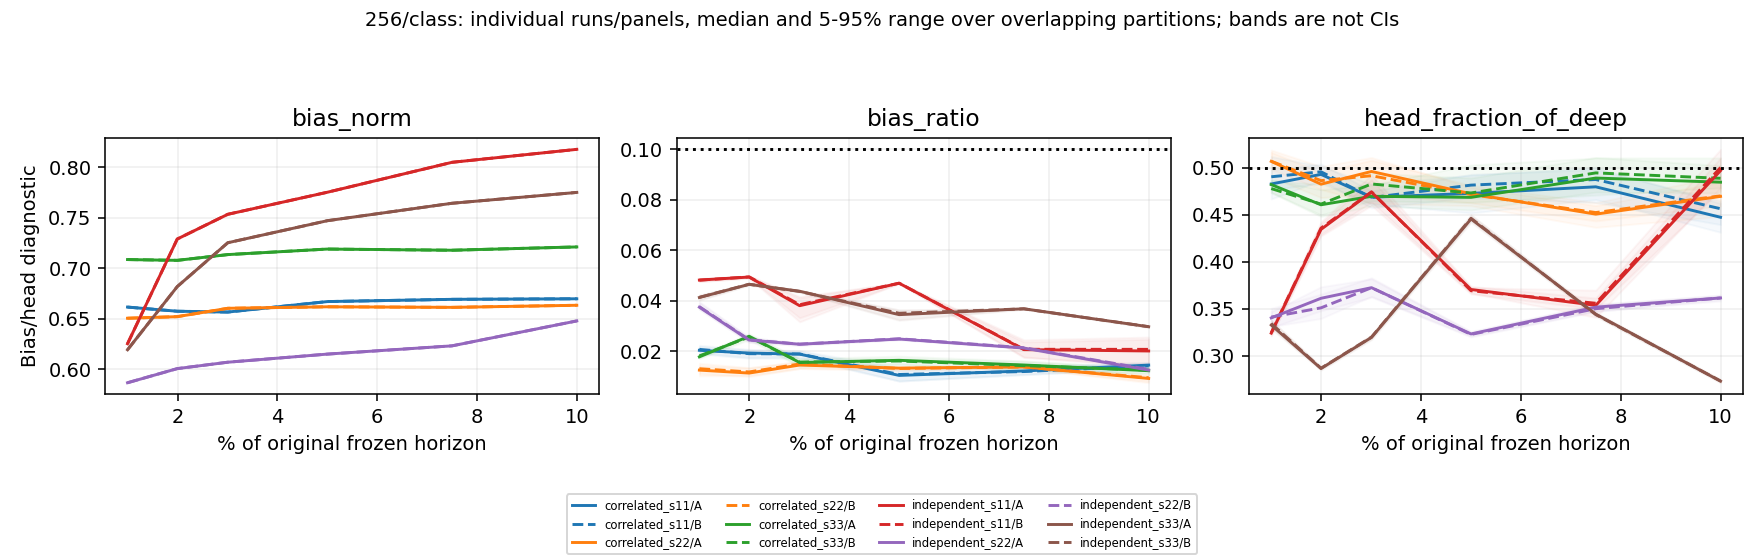 256/class: individual runs/panels, median and 5-95% range over overlapping partitions; bands are not CIs
bias_norm
Bias/head diagnostic
0.80
0.75
0.70
0.65
0.60
2 4 6 8 10
% of original frozen horizon
bias_ratio
0.10
0.08
0.06
0.04
0.02
2 4 6 8 10
% of original frozen horizon
head_fraction_of_deep
0.50
0.45
0.40
0.35
0.30
2 4 6 8 10
% of original frozen horizon
correlated_s11/A
correlated_s11/B
correlated_s22/A
correlated_s22/B
correlated_s33/A
correlated_s33/B
independent_s11/A
independent_s11/B
independent_s22/A
independent_s22/B
independent_s33/A
independent_s33/B